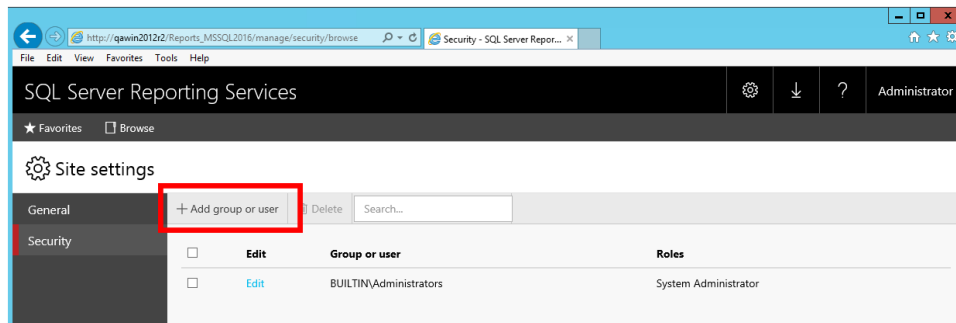 http://qawin2012r2/Reports_MSSQL2016/manage/security/browse
Security - SQL Server Repor...
File Edit View Favorites Tools Help
SQL Server Reporting Services
? Administrator
Favorites Browse
Site settings
General
+ Add group or user Delete Search...
Security
Edit Group or user Roles
Edit BUILTIN\Administrators System Administrator